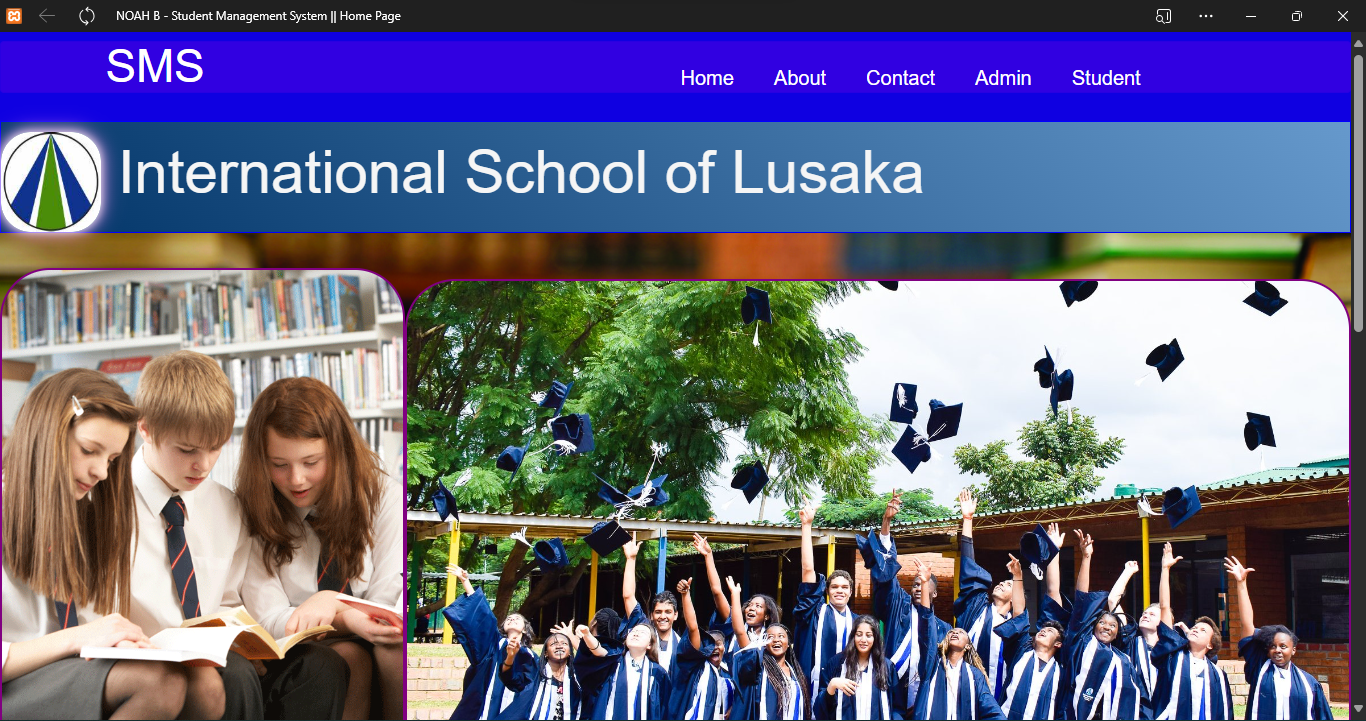 NOAH B - Student Management System || Home Page
SMS
Home About Contact Admin Student
International School of Lusaka